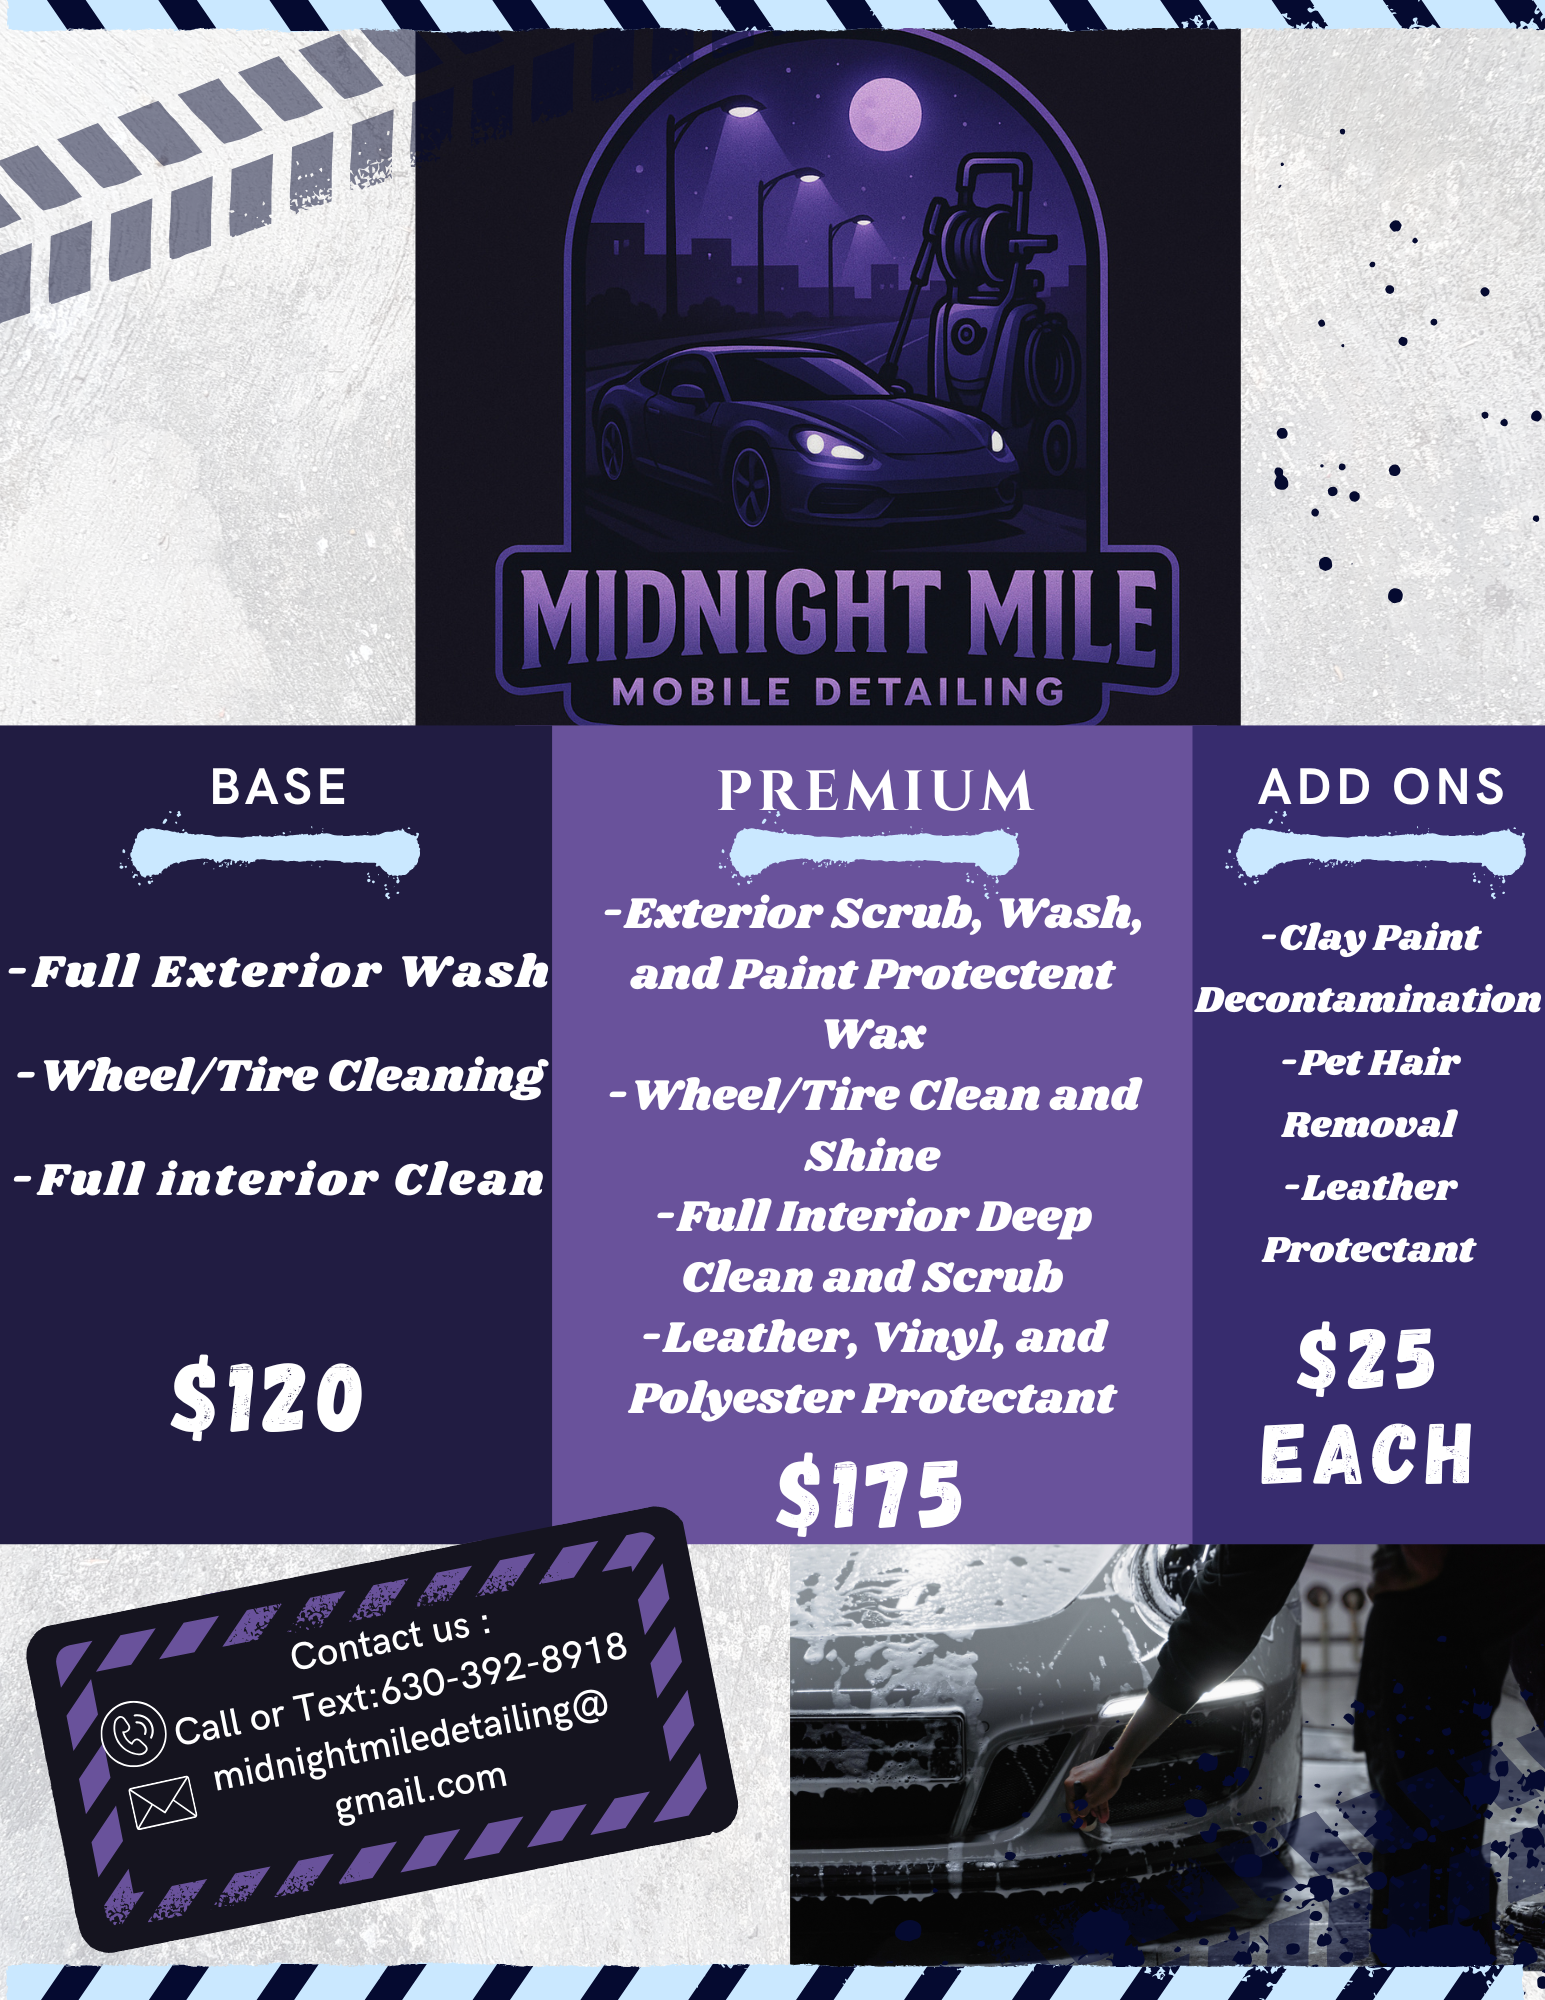 MIDNIGHT MILE
MOBILE DETAILING
BASE
-Full Exterior Wash
-Wheel/Tire Cleaning
-Full interior Clean
$120
PREMIUM
-Exterior Scrub, Wash,
and Paint Protectent
Wax
-Wheel/Tire Clean and
Shine
-Full Interior Deep
Clean and Scrub
-Leather, Vinyl, and
Polyester Protectant
$175
ADD ONS
-Clay Paint
Decontamination
-Pet Hair
Removal
-Leather
Protectant
$25
EACH
Contact us :
Call or Text:630-392-8918
midnightmiledetailing@
gmail.com